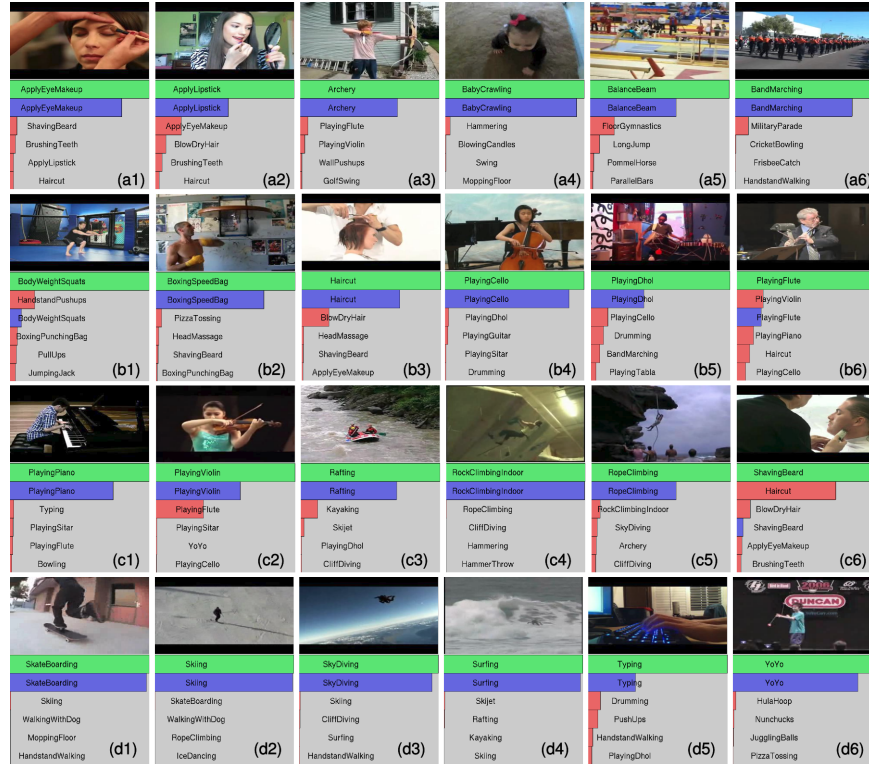 ApplyEyeMakeup
ApplyEyeMakeup
ShavingBeard
BrushingTeeth
ApplyLipstick
Haircut
(a1)
ApplyLipstick
ApplyLipstick
ApplyEyeMakeup
BlowDryHair
BrushingTeeth
Haircut
(a2)
Archery
Archery
PlayingFlute
PlayingViolin
WallPushups
GolfSwing
(a3)
BabyCrawling
BabyCrawling
Hammering
BlowingCandles
Swing
MoppingFloor
(a4)
BalanceBeam
BalanceBeam
FloorGymnastics
LongJump
PommelHorse
ParallelBars
(a5)
BandMarching
BandMarching
MilitaryParade
CricketBowling
FrisbeeCatch
HandstandWalking
(a6)
BodyWeightSquats
HandstandPushups
BodyWeightSquats
BoxingPunchingBag
PullUps
JumpingJack
(b1)
BoxingSpeedBag
BoxingSpeedBag
PizzaTossing
HeadMassage
ShavingBeard
BoxingPunchingBag
(b2)
Haircut
Haircut
BlowDryHair
HeadMassage
ShavingBeard
ApplyEyeMakeup
(b3)
PlayingCello
PlayingCello
PlayingDhol
PlayingGuitar
PlayingSitar
Drumming
(b4)
PlayingDhol
PlayingDhol
PlayingCello
Drumming
BandMarching
PlayingTabla
(b5)
PlayingFlute
PlayingViolin
PlayingFlute
PlayingPiano
Haircut
PlayingCello
(b6)
PlayingPiano
PlayingPiano
Typing
PlayingSitar
PlayingFlute
Bowling
(c1)
PlayingViolin
PlayingViolin
PlayingFlute
PlayingSitar
YoYo
PlayingCello
(c2)
Rafting
Rafting
Kayaking
Skijet
PlayingDhol
CliffDiving
(c3)
RockClimbingIndoor
RockClimbingIndoor
RopeClimbing
CliffDiving
Hammering
HammerThrow
(c4)
RopeClimbing
RopeClimbing
RockClimbingIndoor
SkyDiving
Archery
CliffDiving
(c5)
ShavingBeard
Haircut
BlowDryHair
ShavingBeard
ApplyEyeMakeup
BrushingTeeth
(c6)
SkateBoarding
SkateBoarding
Skiing
WalkingWithDog
MoppingFloor
HandstandWalking
(d1)
Skiing
Skiing
SkateBoarding
WalkingWithDog
RopeClimbing
IceDancing
(d2)
SkyDiving
SkyDiving
Skiing
CliffDiving
Surfing
HandstandWalking
(d3)
Surfing
Surfing
Skijet
Rafting
Kayaking
Skiing
(d4)
Typing
Typing
Drumming
PushUps
HandstandWalking
PlayingDhol
(d5)
DUNCAN
YoYo
YoYo
HulaHoop
Nunchucks
JugglingBalls
PizzaTossing
(d6)